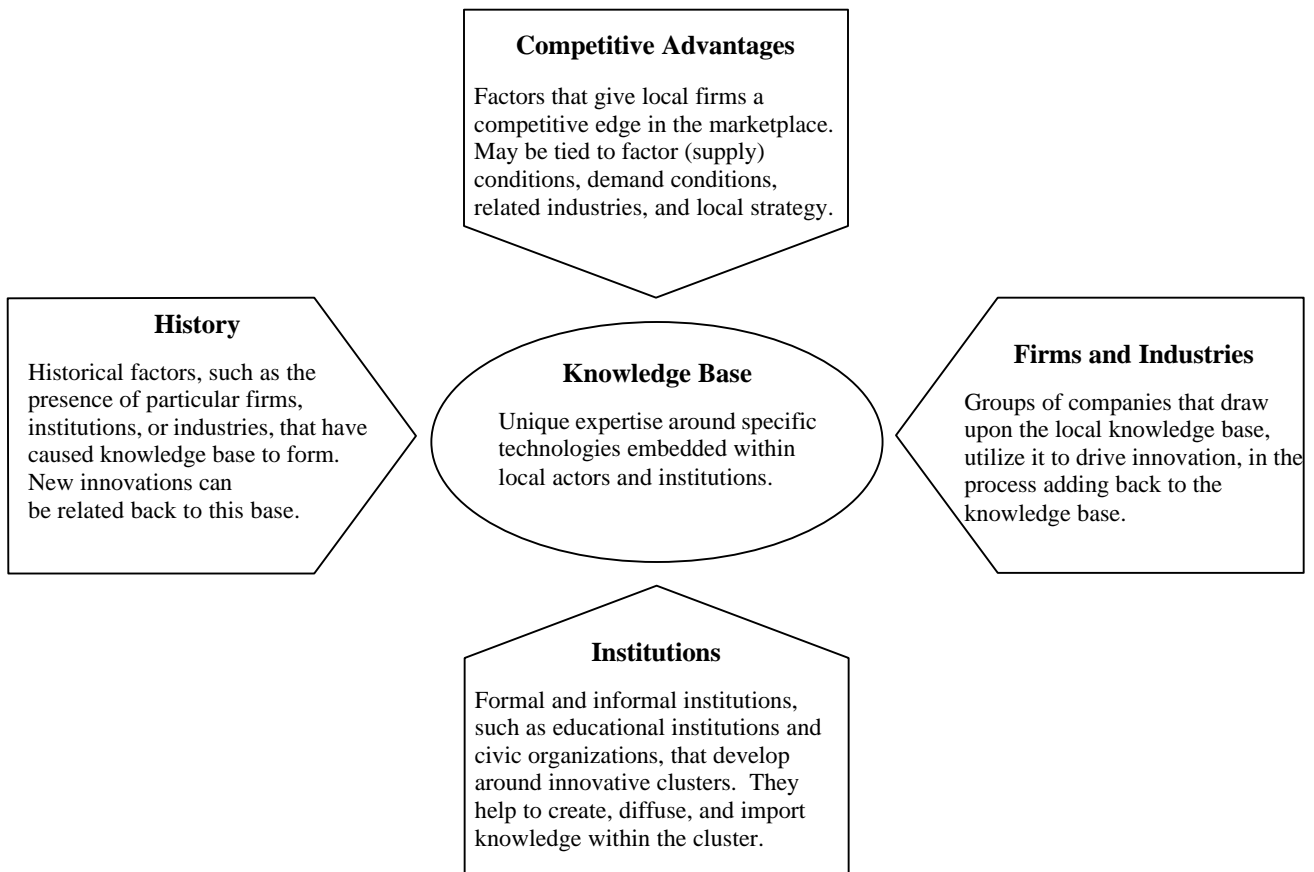 Competitive Advantages
Factors that give local firms a
competitive edge in the marketplace.
May be tied to factor (supply)
conditions, demand conditions,
related industries, and local strategy.
History
Historical factors, such as the
presence of particular firms,
institutions, or industries, that have
caused knowledge base to form.
New innovations can
be related back to this base.
Knowledge Base
Unique expertise around specific
technologies embedded within
local actors and institutions.
Firms and Industries
Groups of companies that draw
upon the local knowledge base,
utilize it to drive innovation, in the
process adding back to the
knowledge base.
Institutions
Formal and informal institutions,
such as educational institutions and
civic organizations, that develop
around innovative clusters.  They
help to create, diffuse, and import
knowledge within the cluster.